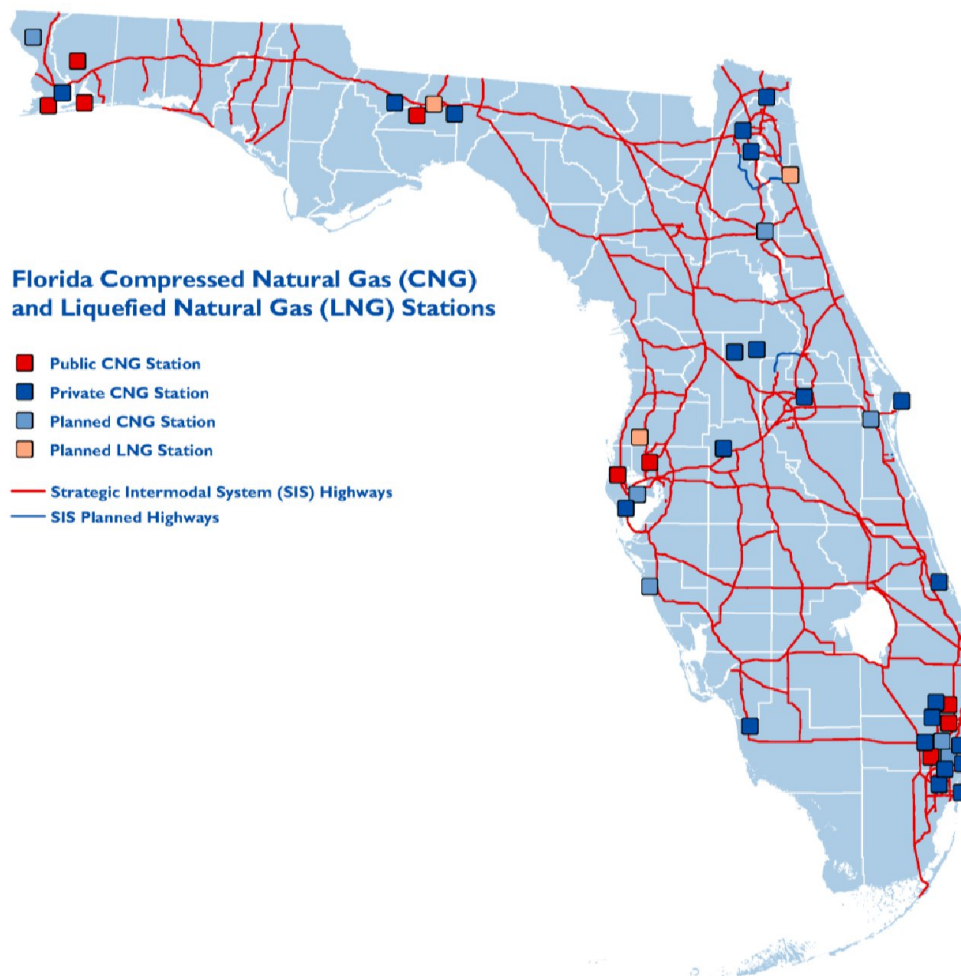 Florida Compressed Natural Gas (CNG)
and Liquefied Natural Gas (LNG) Stations
Public CNG Station
Private CNG Station
Planned CNG Station
Planned LNG Station
Strategic Intermodal System (SIS) Highways
SIS Planned Highways